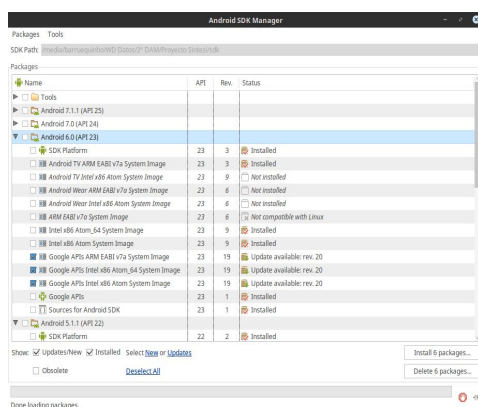 Android SDK Manager
Packages Tools
SDK Path: /media/barruequinho/WD Datos/2º DAM/Proyecto Sintesi/sdk
Packages
Name API Rev. Status
Tools
Android 7.1.1 (API 25)
Android 7.0 (API 24)
Android 6.0 (API 23)
SDK Platform 23 3 Installed
Android TV ARM EABI v7a System Image 23 3 Installed
Android TV Intel x86 Atom System Image 23 9 Not installed
Android Wear ARM EABI v7a System Image 23 6 Not installed
Android Wear Intel x86 Atom System Image 23 6 Not installed
ARM EABI v7a System Image 23 6 Not compatible with Linux
Intel x86 Atom_64 System Image 23 9 Installed
Intel x86 Atom System Image 23 9 Installed
Google APIs ARM EABI v7a System Image 23 19 Update available: rev. 20
Google APIs Intel x86 Atom_64 System Image 23 19 Update available: rev. 20
Google APIs Intel x86 Atom System Image 23 19 Update available: rev. 20
Google APIs 23 1 Installed
Sources for Android SDK 23 1 Installed
Android 5.1.1 (API 22)
SDK Platform 22 2 Installed
Show: Updates/New Installed Select New or Updates Install 6 packages...
Obsolete Deselect All Delete 6 packages...
Done loading packages.